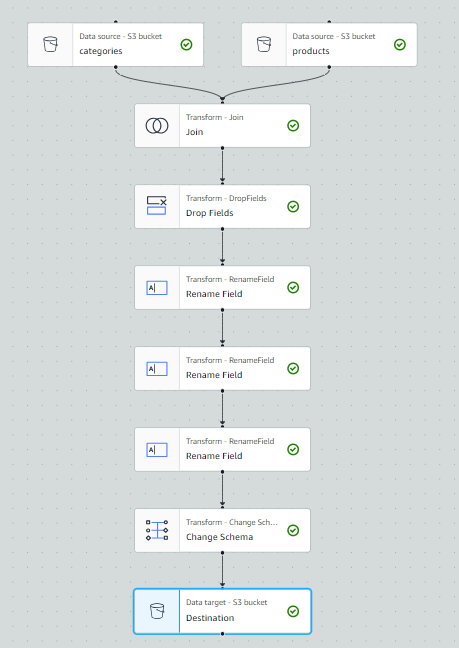 Data source - S3 bucket
categories
Data source - S3 bucket
products
Transform - Join
Join
Transform - DropFields
Drop Fields
Transform - RenameField
Rename Field
Transform - RenameField
Rename Field
Transform - RenameField
Rename Field
Transform - Change Sch...
Change Schema
Data target - S3 bucket
Destination